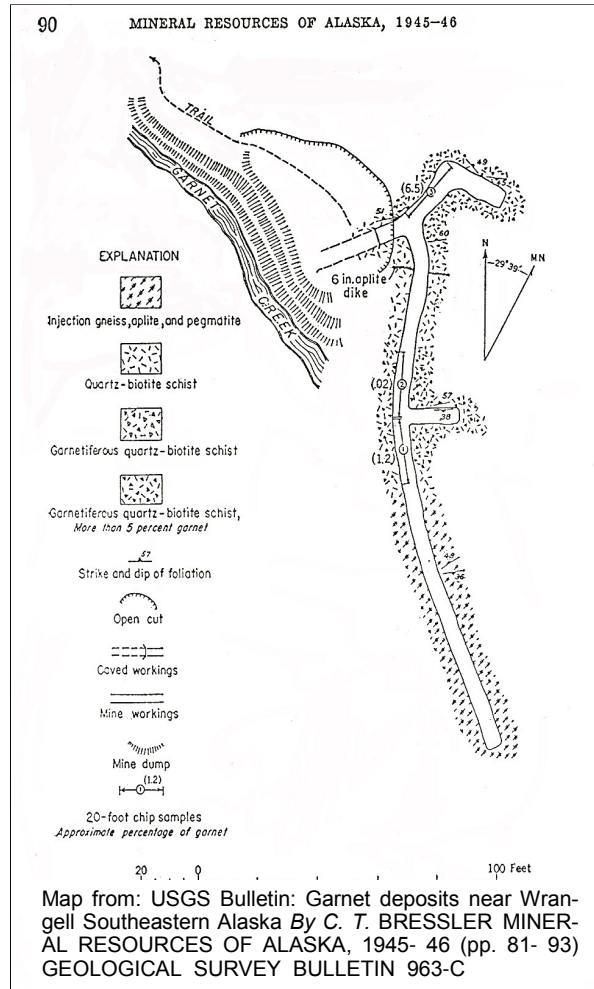 90 MINERAL RESOURCES OF ALASKA, 1945–46
TRAIL
GARNET
CREEK
49
(6.5)
3
51
60
6 in. aplite
dike
N
MN
29°39'
EXPLANATION
Injection gneiss, aplite, and pegmatite
Quartz-biotite schist
Garnetiferous quartz-biotite schist
Garnetiferous quartz-biotite schist,
More than 5 percent garnet
57
Strike and dip of foliation
Open cut
Caved workings
Mine workings
Mine dump
(1.2)
1
20-foot chip samples
Approximate percentage of garnet
(.02)
2
57
38
(1.2)
1
20 0 100 Feet
Map from: USGS Bulletin: Garnet deposits near Wran-
gell Southeastern Alaska By C. T. BRESSLER MINER-
AL RESOURCES OF ALASKA, 1945- 46 (pp. 81- 93)
GEOLOGICAL SURVEY BULLETIN 963-C